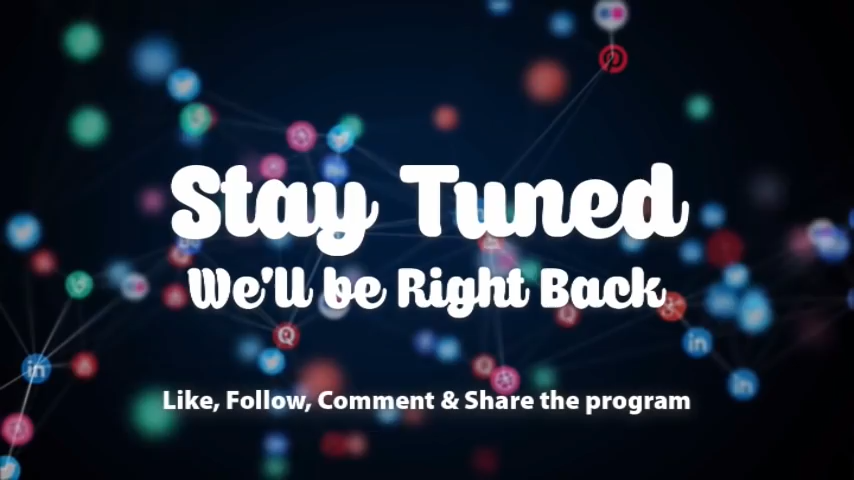 Stay Tuned
We'll be Right Back
Like, Follow, Comment & Share the program